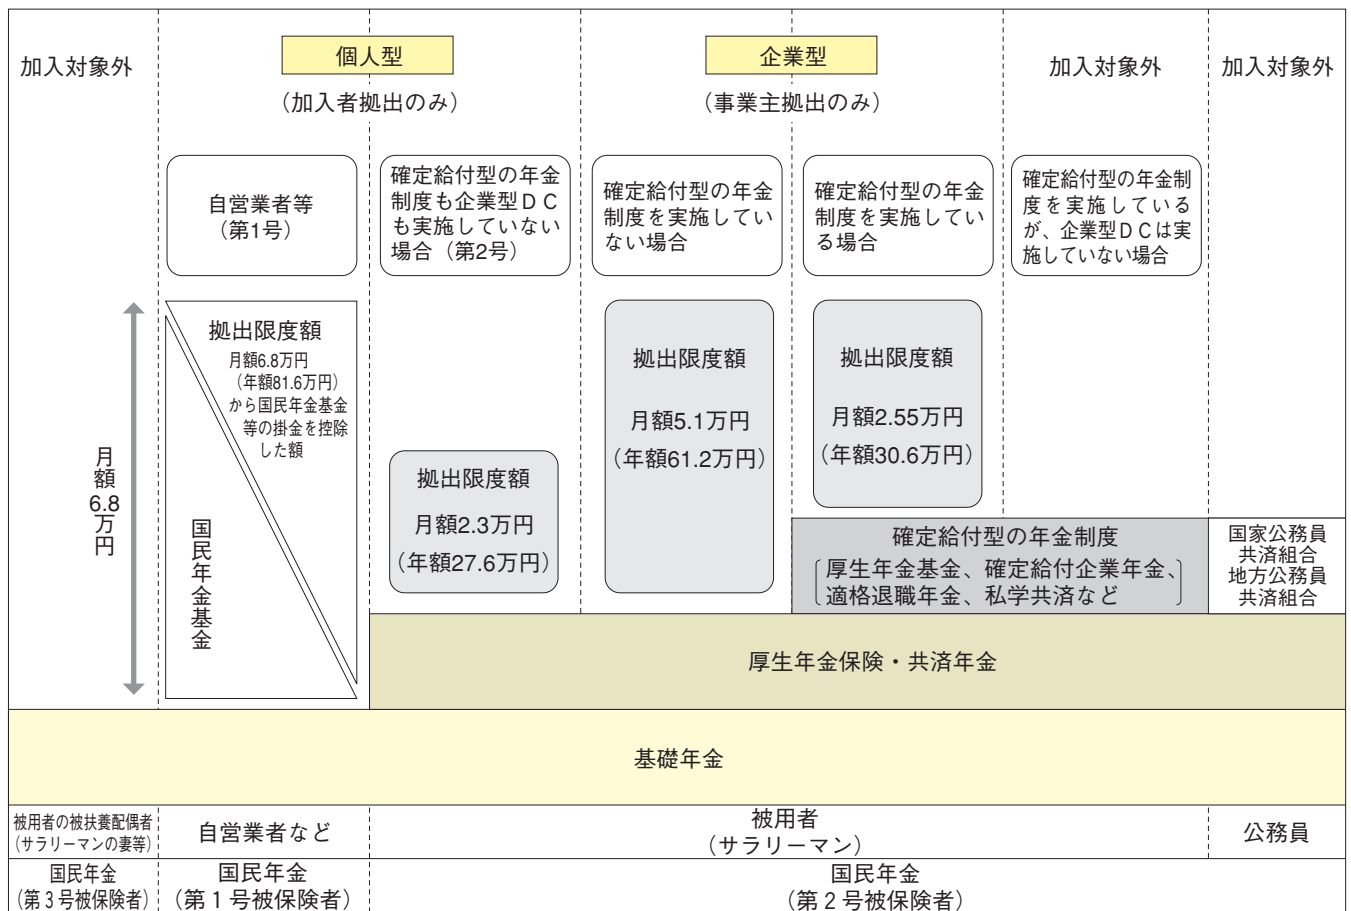 加入対象外
個人型
(加入者拠出のみ)
企業型
(事業主拠出のみ)
加入対象外
加入対象外
自営業者等
(第1号)
確定給付型の年金
制度も企業型DC
も実施していない
場合(第2号)
確定給付型の年金
制度を実施してい
ない場合
確定給付型の年金
制度を実施してい
る場合
確定給付型の年金制
度を実施している
が、企業型DCは実
施していない場合
月額
6.8
万円
拠出限度額
月額6.8万円
(年額81.6万円)
から国民年金基金
等の掛金を控除
した額
国民年金基金
拠出限度額
月額2.3万円
(年額27.6万円)
拠出限度額
月額5.1万円
(年額61.2万円)
拠出限度額
月額2.55万円
(年額30.6万円)
確定給付型の年金制度
厚生年金基金、確定給付企業年金、
適格退職年金、私学共済など
国家公務員
共済組合
地方公務員
共済組合
厚生年金保険・共済年金
基礎年金
被用者の被扶養配偶者
(サラリーマンの妻等)
自営業者など
被用者
(サラリーマン)
公務員
国民年金
(第3号被保険者)
国民年金
(第1号被保険者)
国民年金
(第2号被保険者)